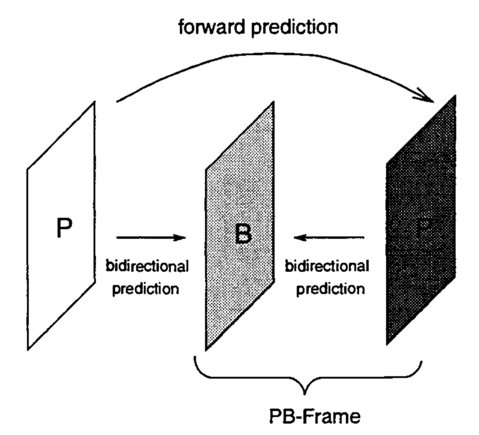 forward prediction
P
B
P
bidirectional
prediction
bidirectional
prediction
PB-Frame